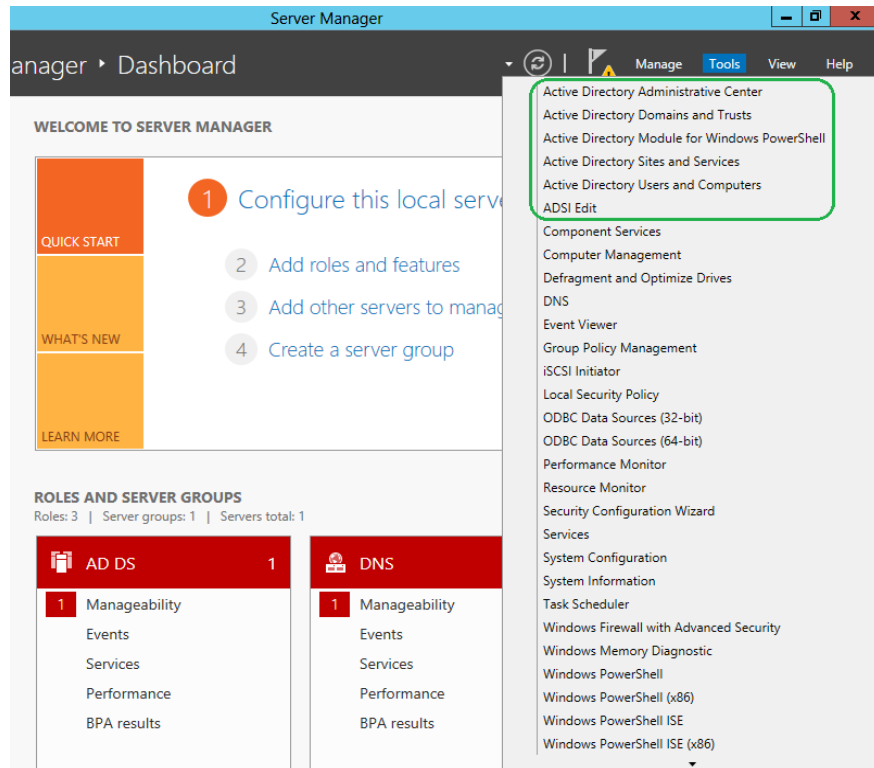 Server Manager
anager ‣ Dashboard
Manage Tools View Help
WELCOME TO SERVER MANAGER
QUICK START
WHAT'S NEW
LEARN MORE
1 Configure this local serve
2 Add roles and features
3 Add other servers to manag
4 Create a server group
ROLES AND SERVER GROUPS
Roles: 3 | Server groups: 1 | Servers total: 1
AD DS 1
1 Manageability
Events
Services
Performance
BPA results
DNS
1 Manageability
Events
Services
Performance
BPA results
Active Directory Administrative Center
Active Directory Domains and Trusts
Active Directory Module for Windows PowerShell
Active Directory Sites and Services
Active Directory Users and Computers
ADSI Edit
Component Services
Computer Management
Defragment and Optimize Drives
DNS
Event Viewer
Group Policy Management
iSCSI Initiator
Local Security Policy
ODBC Data Sources (32-bit)
ODBC Data Sources (64-bit)
Performance Monitor
Resource Monitor
Security Configuration Wizard
Services
System Configuration
System Information
Task Scheduler
Windows Firewall with Advanced Security
Windows Memory Diagnostic
Windows PowerShell
Windows PowerShell (x86)
Windows PowerShell ISE
Windows PowerShell ISE (x86)